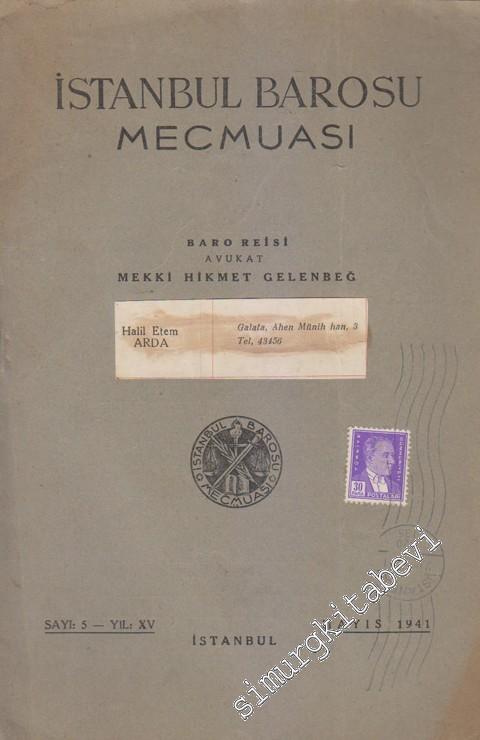 İSTANBUL BAROSU
MECMUASI
BARO REİSİ
AVUKAT
MEKKİ HİKMET GELENBEĞ
Halil Etem
ARDA
Galata, Ahen Münih han, 3
Tel, 43456
İSTANBUL BAROSU
MECMUASI
30
POSTALARI
SAYI: 5 — YIL: XV
MAYIS 1941
İSTANBUL
simurgkitabevi